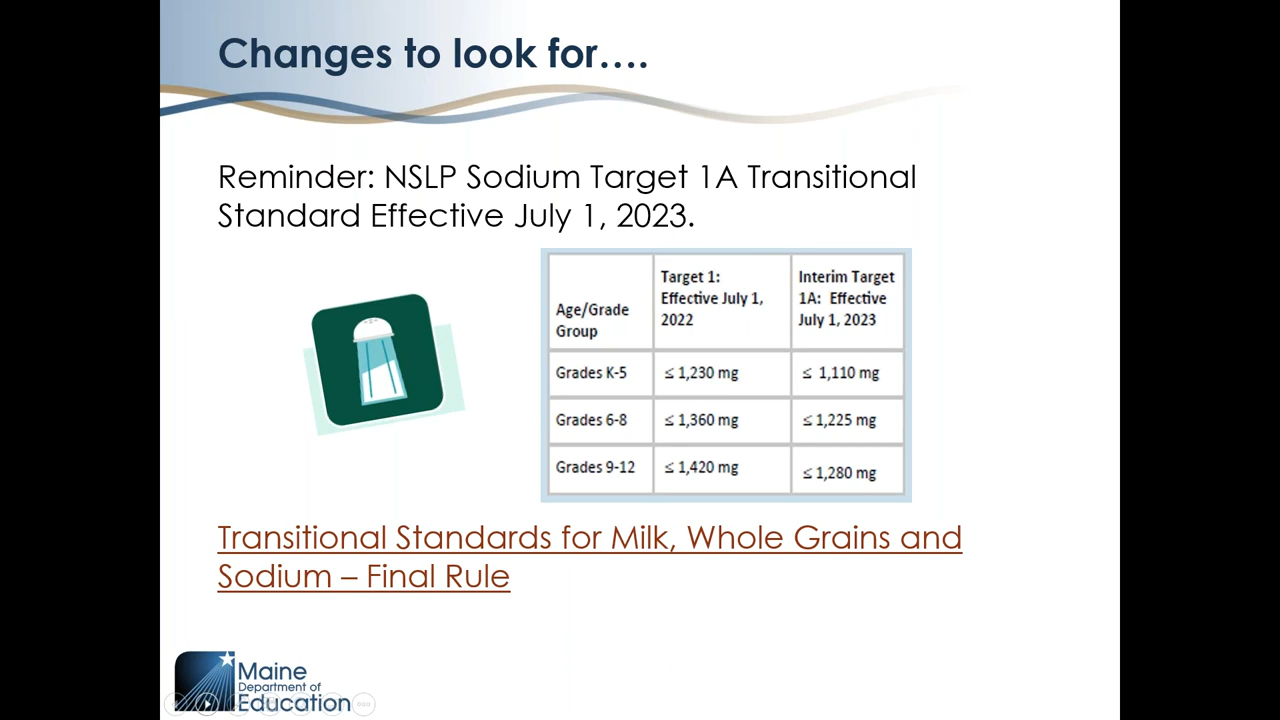 Changes to look for….
Reminder: NSLP Sodium Target 1A Transitional
Standard Effective July 1, 2023.
Age/Grade
Group
Target 1:
Effective July 1,
2022
Interim Target
1A: Effective
July 1, 2023
Grades K-5
≤ 1,230 mg
≤ 1,110 mg
Grades 6-8
≤ 1,360 mg
≤ 1,225 mg
Grades 9-12
≤ 1,420 mg
≤ 1,280 mg
Transitional Standards for Milk, Whole Grains and
Sodium – Final Rule
Maine
Department of
Education